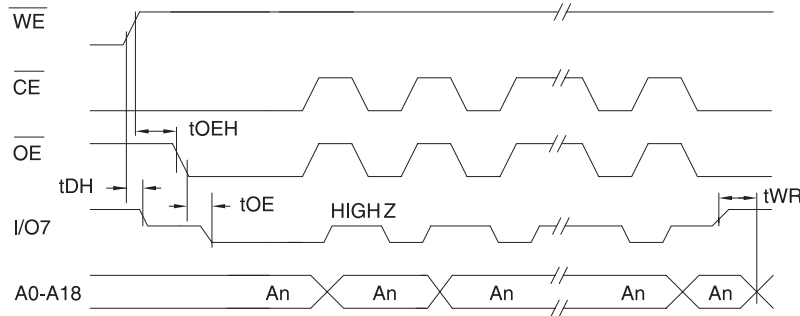 WE
CE
tOEH
OE
tDH
tOE
HIGH Z
tWR
I/O7
A0-A18
An
An
An
An
An